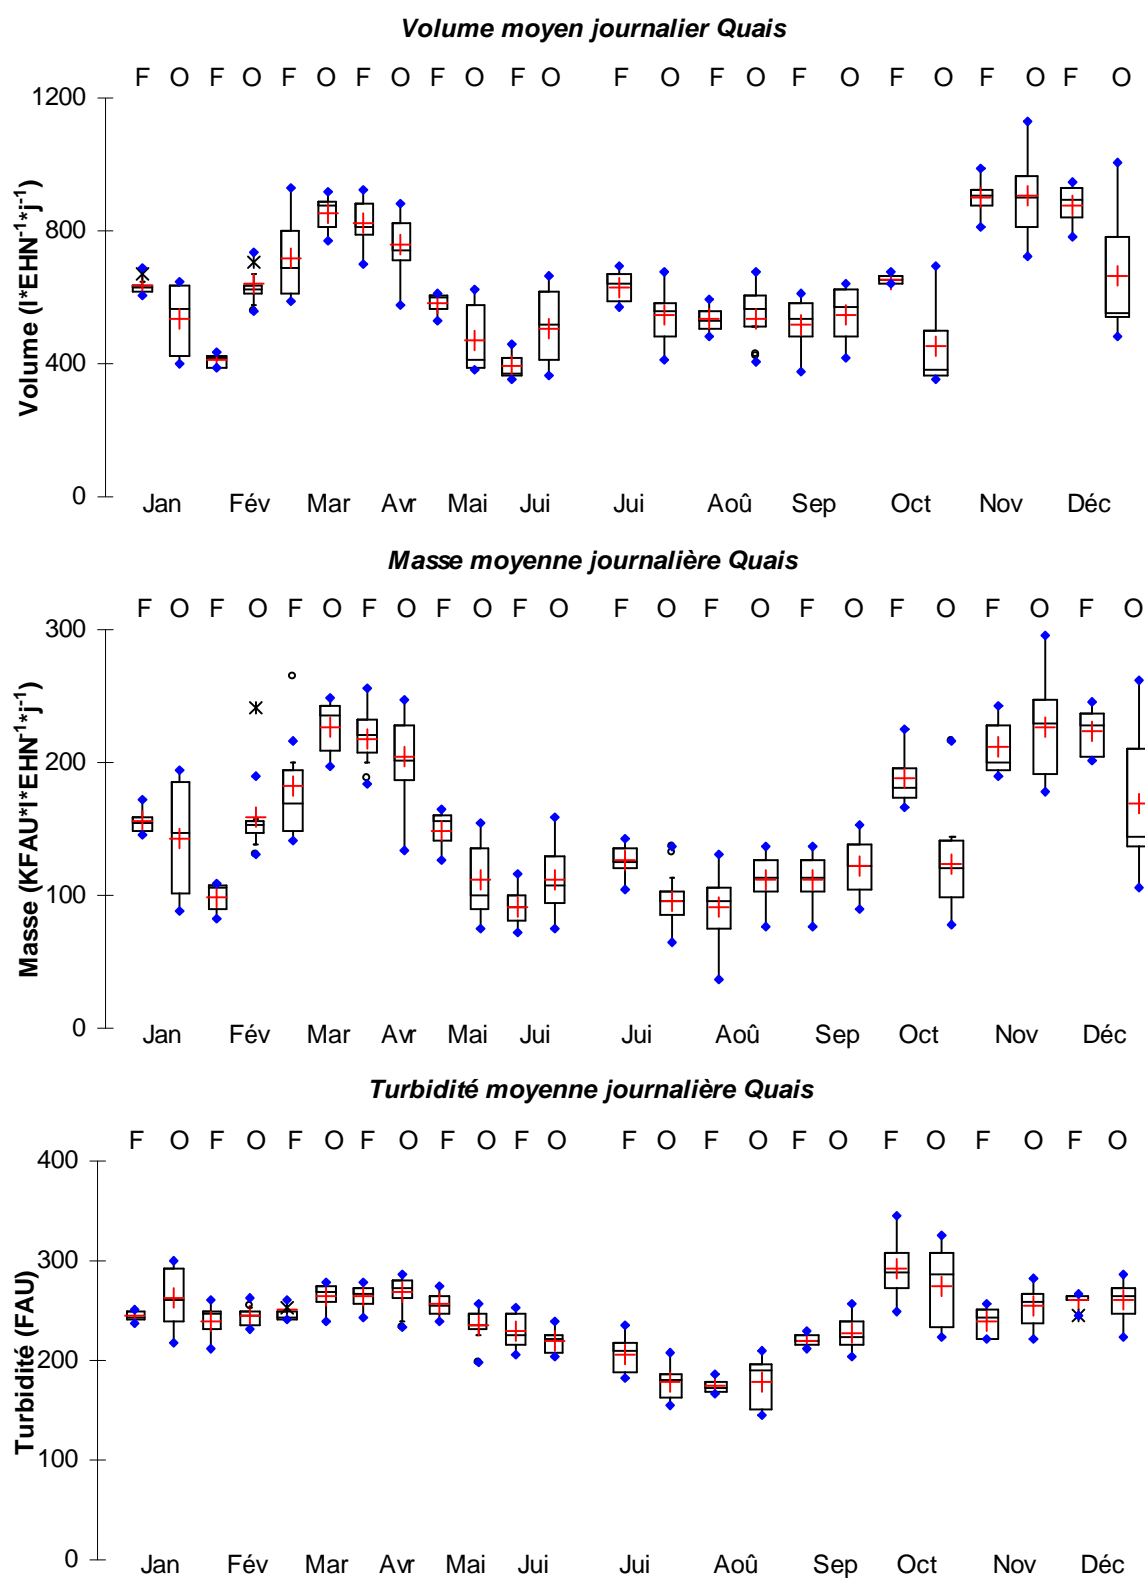 Volume moyen journalier Quais
F O F O F O F O F O F O F O F O F O F O F O F O
1200
800
400
0
Volume (l*EHN⁻¹*j⁻¹)
Jan Fév Mar Avr Mai Jui Jui Aoû Sep Oct Nov Déc
Masse moyenne journalière Quais
F O F O F O F O F O F O F O F O F O F O F O F O
300
200
100
0
Masse (KFAU*l*EHN⁻¹*j⁻¹)
Jan Fév Mar Avr Mai Jui Jui Aoû Sep Oct Nov Déc
Turbidité moyenne journalière Quais
F O F O F O F O F O F O F O F O F O F O F O F O
400
300
200
100
0
Turbidité (FAU)
Jan Fév Mar Avr Mai Jui Jui Aoû Sep Oct Nov Déc